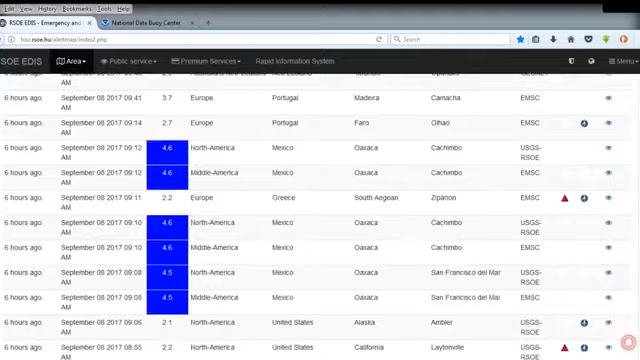 Edit View History Bookmarks Tools Help
RSOE EDIS - Emergency and
National Data Buoy Center
hisz.rsoe.hu/alertmap/index2.php
Search
SOE EDIS Area Public service Premium Services Rapid Information System Menu
AM
6 hours ago. September 08 2017 09:41 AM 3.7 Europe Portugal Madeira Camacha EMSC
6 hours ago. September 08 2017 09:14 AM 2.7 Europe Portugal Faro Olhao EMSC
6 hours ago. September 08 2017 09:12 AM 4.6 North-America Mexico Oaxaca Cachimbo USGS-RSOE
6 hours ago. September 08 2017 09:12 AM 4.6 Middle-America Mexico Oaxaca Cachimbo EMSC
6 hours ago. September 08 2017 09:11 AM 2.2 Europe Greece South Aegean Ziparion EMSC
6 hours ago. September 08 2017 09:10 AM 4.6 North-America Mexico Oaxaca Cachimbo USGS-RSOE
6 hours ago. September 08 2017 09:10 AM 4.6 Middle-America Mexico Oaxaca Cachimbo EMSC
6 hours ago. September 08 2017 09:08 AM 4.5 North-America Mexico Oaxaca San Francisco del Mar USGS-RSOE
6 hours ago. September 08 2017 09:08 AM 4.5 Middle-America Mexico Oaxaca San Francisco del Mar EMSC
6 hours ago. September 08 2017 09:06 AM 2.1 North-America United States Alaska Ambler USGS-RSOE
6 hours ago. September 08 2017 08:55 AM 2.2 North-America United States California Laytonville USGS-RSOE